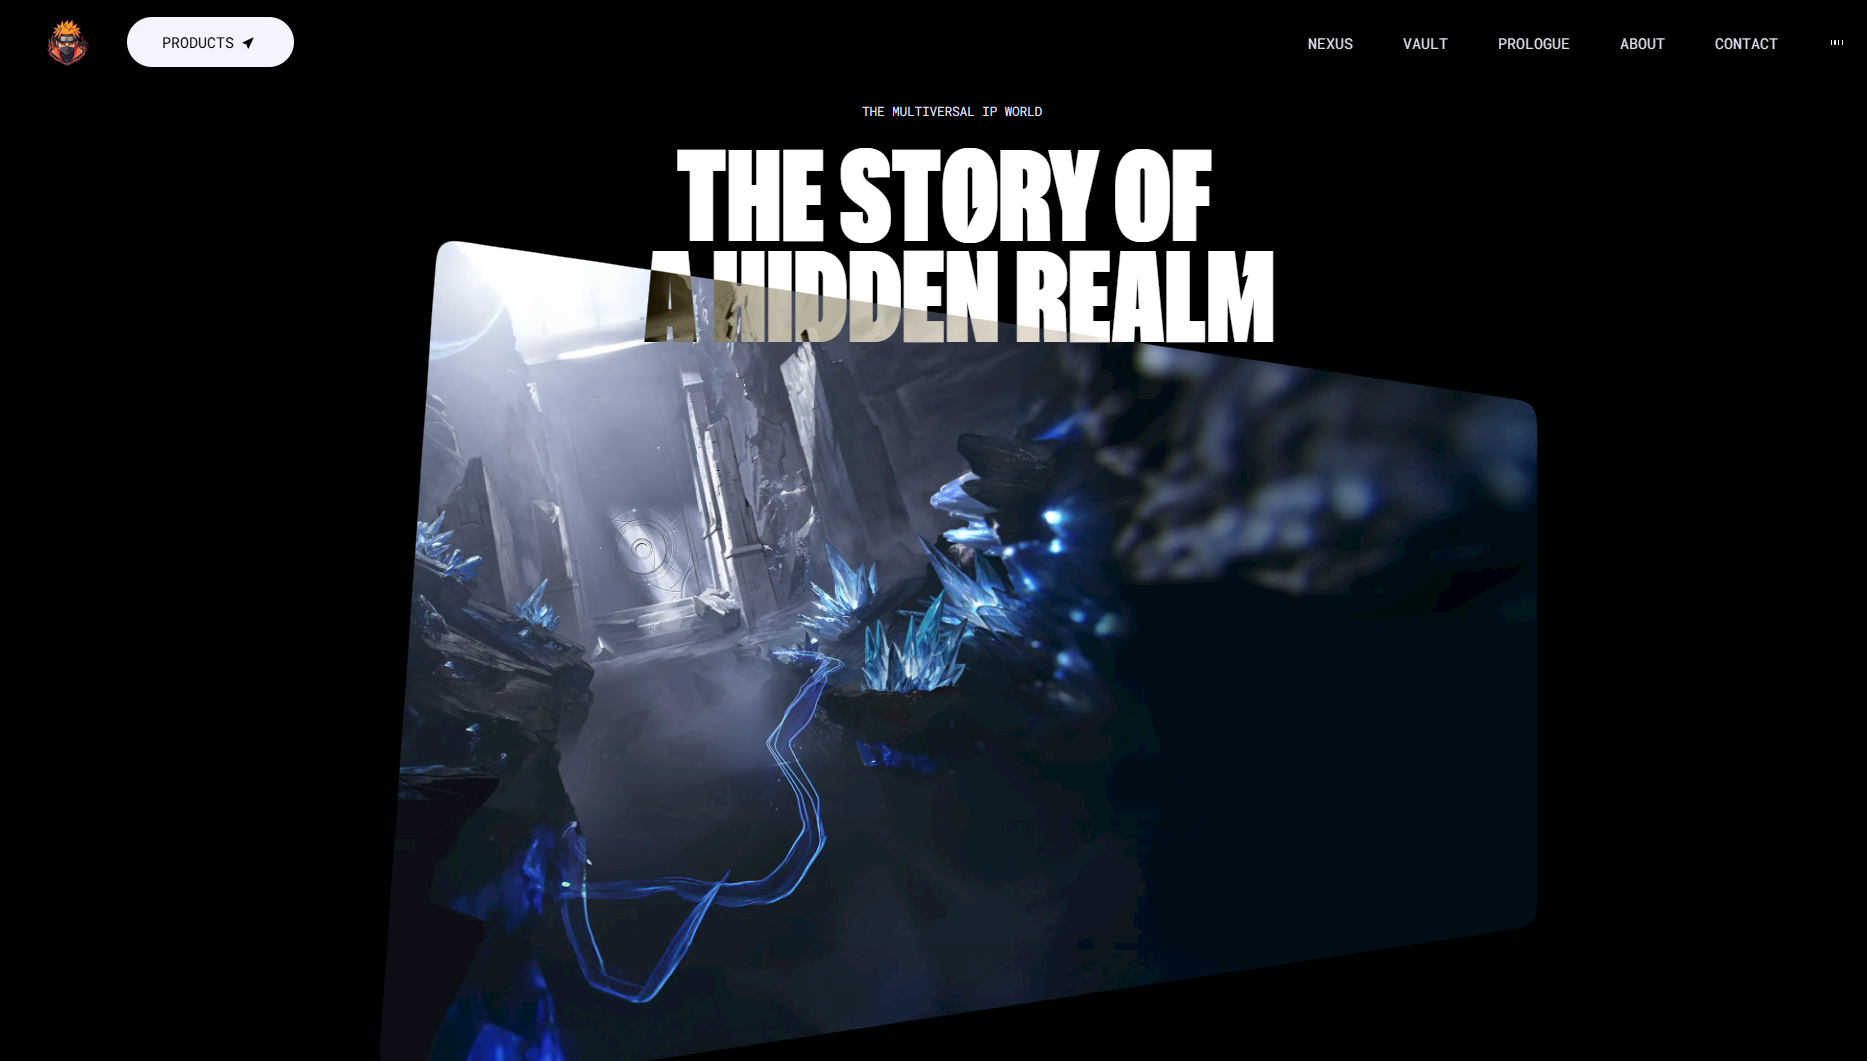 PRODUCTS
NEXUS VAULT PROLOGUE ABOUT CONTACT
THE MULTIVERSAL IP WORLD
THE STORY OF
A HIDDEN REALM